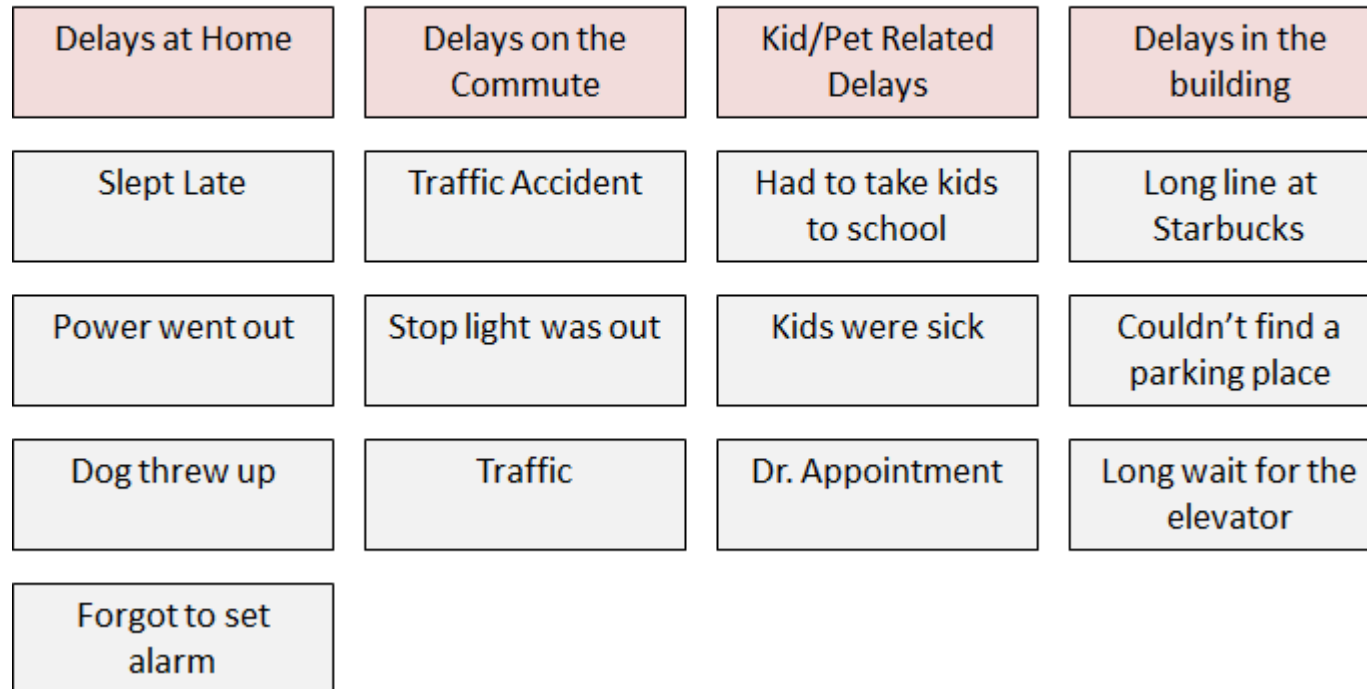 Delays at Home
Delays on the
Commute
Kid/Pet Related
Delays
Delays in the
building
Slept Late
Traffic Accident
Had to take kids
to school
Long line at
Starbucks
Power went out
Stop light was out
Kids were sick
Couldn’t find a
parking place
Dog threw up
Traffic
Dr. Appointment
Long wait for the
elevator
Forgot to set
alarm